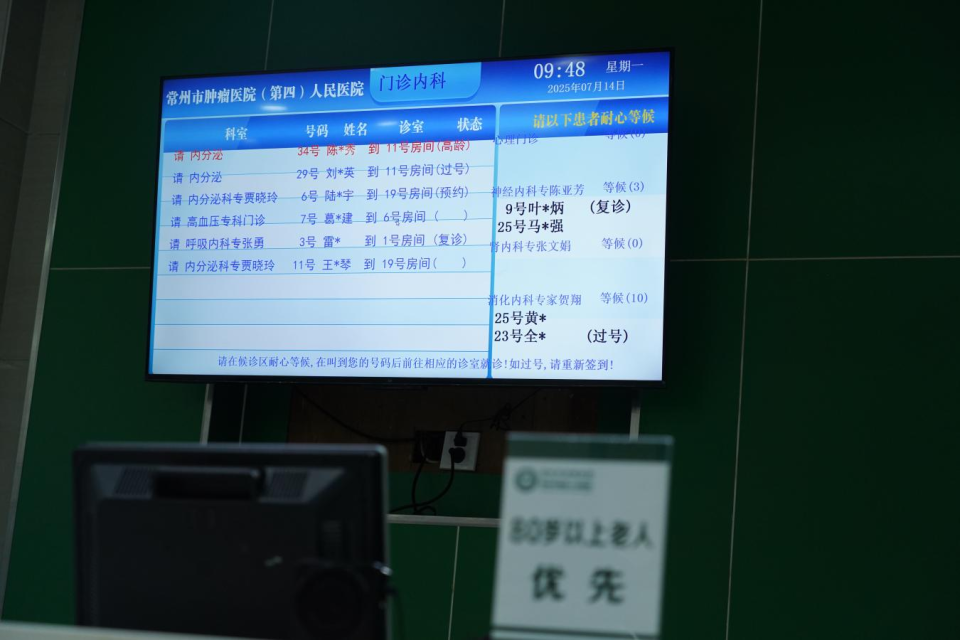 常州市肿瘤医院（第四）人民医院
门诊内科
09:48 星期一
2025年07月14日
科室 号码 姓名 诊室 状态
请 内分泌 34号 陈*秀 到 11号房间(高龄)
请 内分泌 29号 刘*英 到 11号房间(过号)
请 内分泌科专贾晓玲 6号 陆*宇 到 19号房间(预约)
请 高血压专科门诊 7号 葛*建 到 6号房间 ( )
请 呼吸内科专张勇 3号 雷* 到 1号房间 (复诊)
请 内分泌科专贾晓玲 11号 王*琴 到 19号房间( )
请以下患者耐心等候
心理门诊 等候(0)
神经内科专陈亚芳 等候(3)
9号叶*炳 (复诊)
25号马*强
肾内科专张文娟 等候(0)
消化内科专家贺翔 等候(10)
25号黄*
23号全* (过号)
请在候诊区耐心等候,在叫到您的号码后前往相应的诊室就诊!如过号,请重新签到!
80岁以上老人
优先